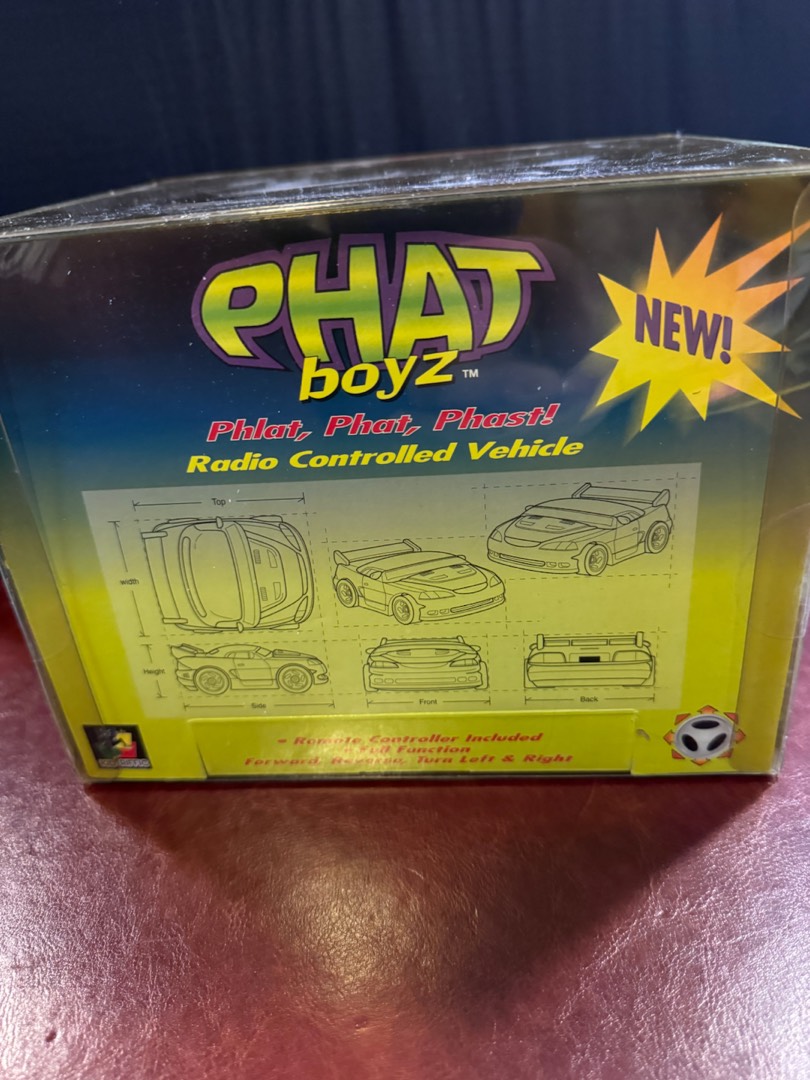 PHAT
boyz™
NEW!
Phlat, Phat, Phast!
Radio Controlled Vehicle
Top
width
Height
Side
Front
Back
• Remote Controller Included
• Full Function
Forward, Reverse, Turn Left & Right